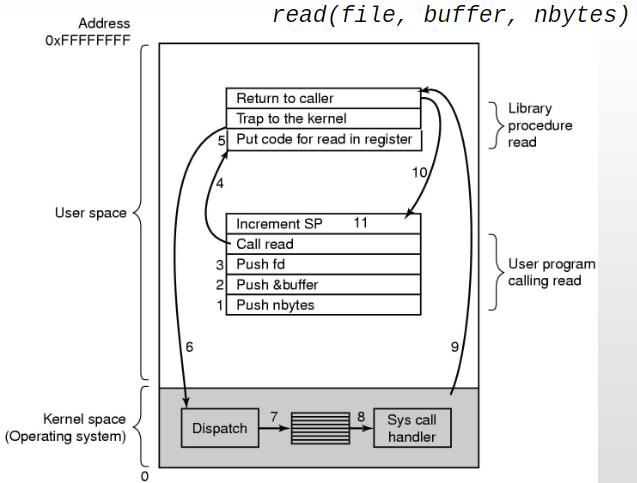 read(file, buffer, nbytes)
Address
0xFFFFFFFF
Return to caller
Trap to the kernel
5 Put code for read in register
Library
procedure
read
4
10
User space
Increment SP 11
Call read
3 Push fd
2 Push &buffer
1 Push nbytes
User program
calling read
6
9
Kernel space
(Operating system)
Dispatch
7
8
Sys call
handler
0